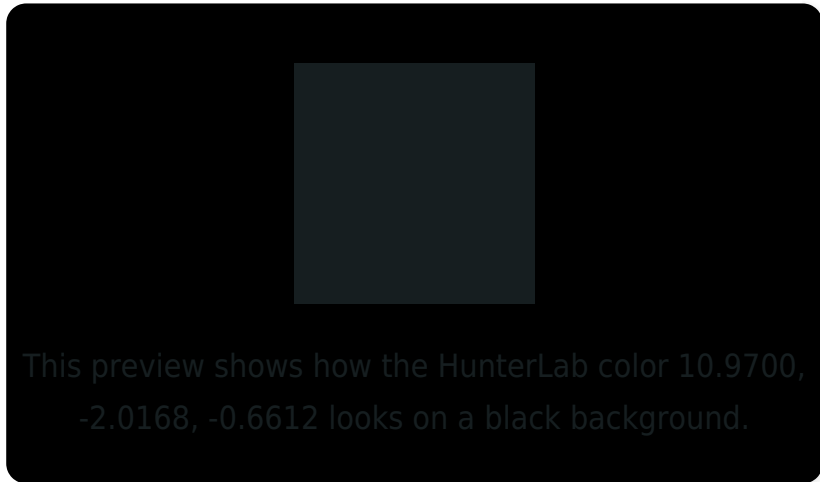 This preview shows how the HunterLab color 10.9700,
-2.0168, -0.6612 looks on a black background.